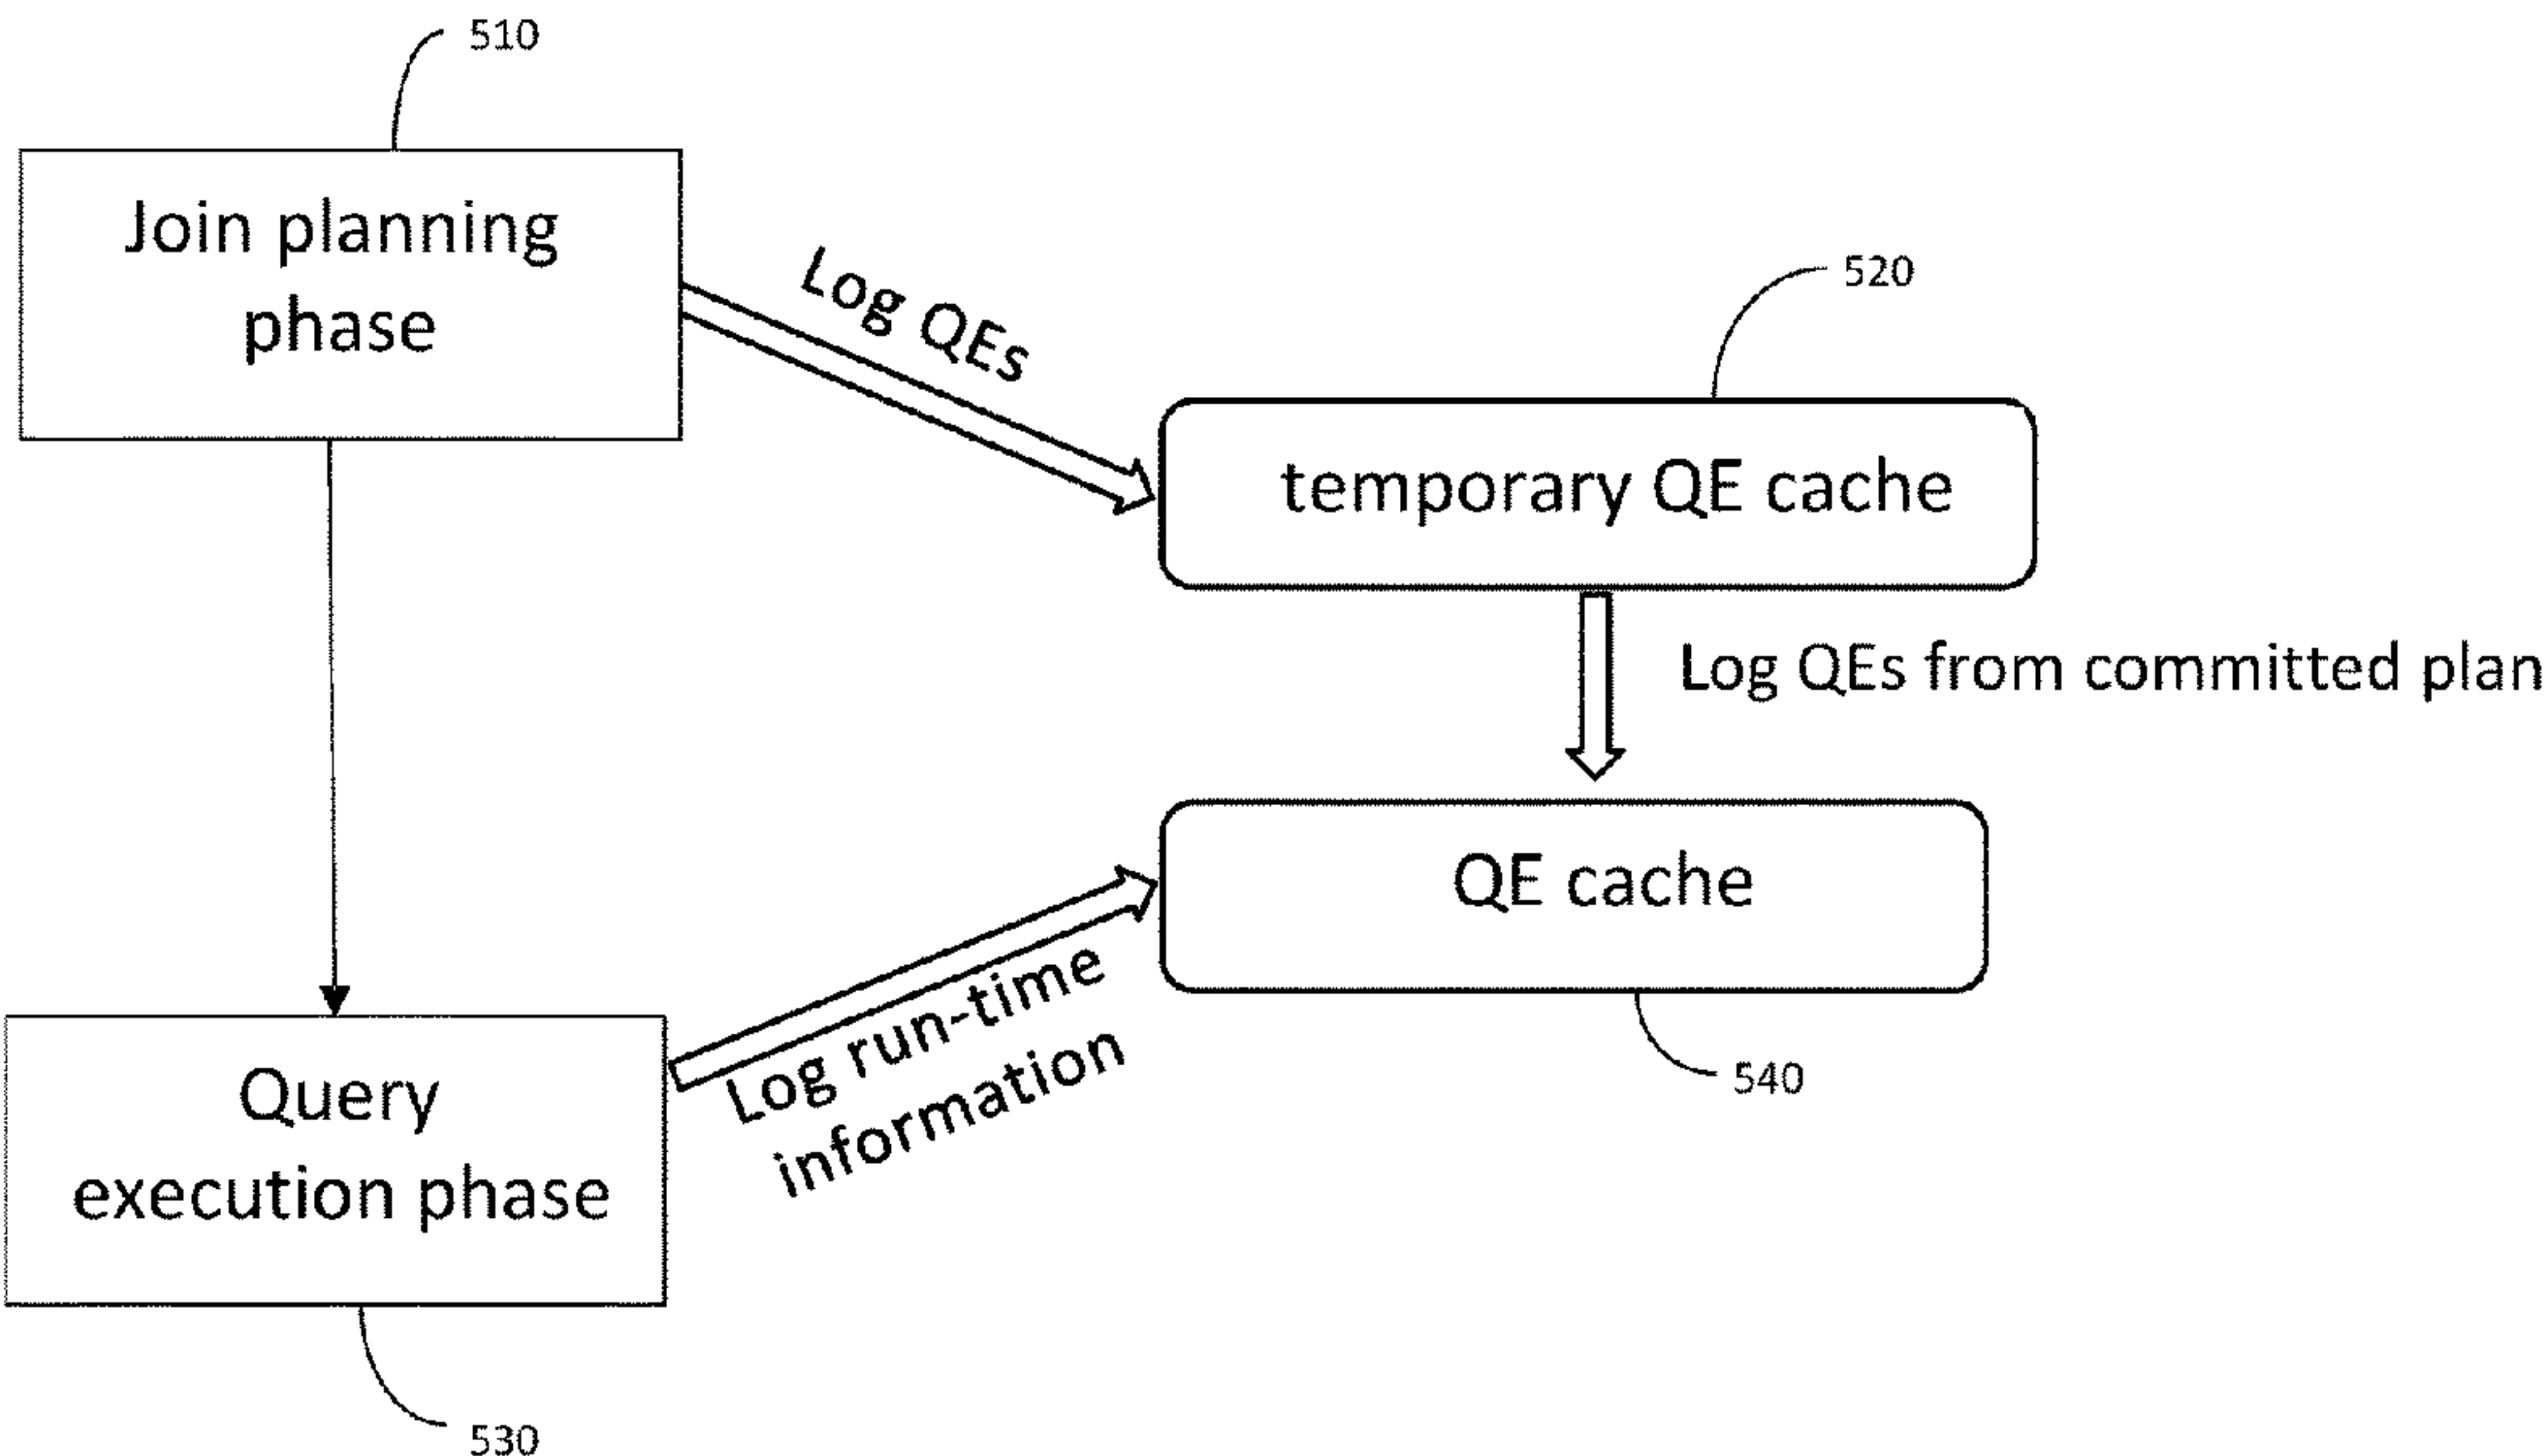 510
Join planning
phase
Log QEs
520
temporary QE cache
Log QEs from committed plan
QE cache
Log run-time
information
540
Query
execution phase
530